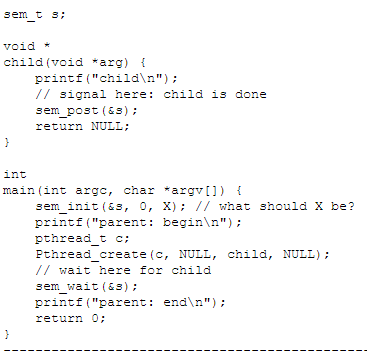 sem_t s;
void *
child(void *arg) {
printf("child\n");
// signal here: child is done
sem_post(&s);
return NULL;
}
int
main(int argc, char *argv[]) {
sem_init(&s, 0, X); // what should X be?
printf("parent: begin\n");
pthread_t c;
Pthread_create(c, NULL, child, NULL);
// wait here for child
sem_wait(&s);
printf("parent: end\n");
return 0;
}